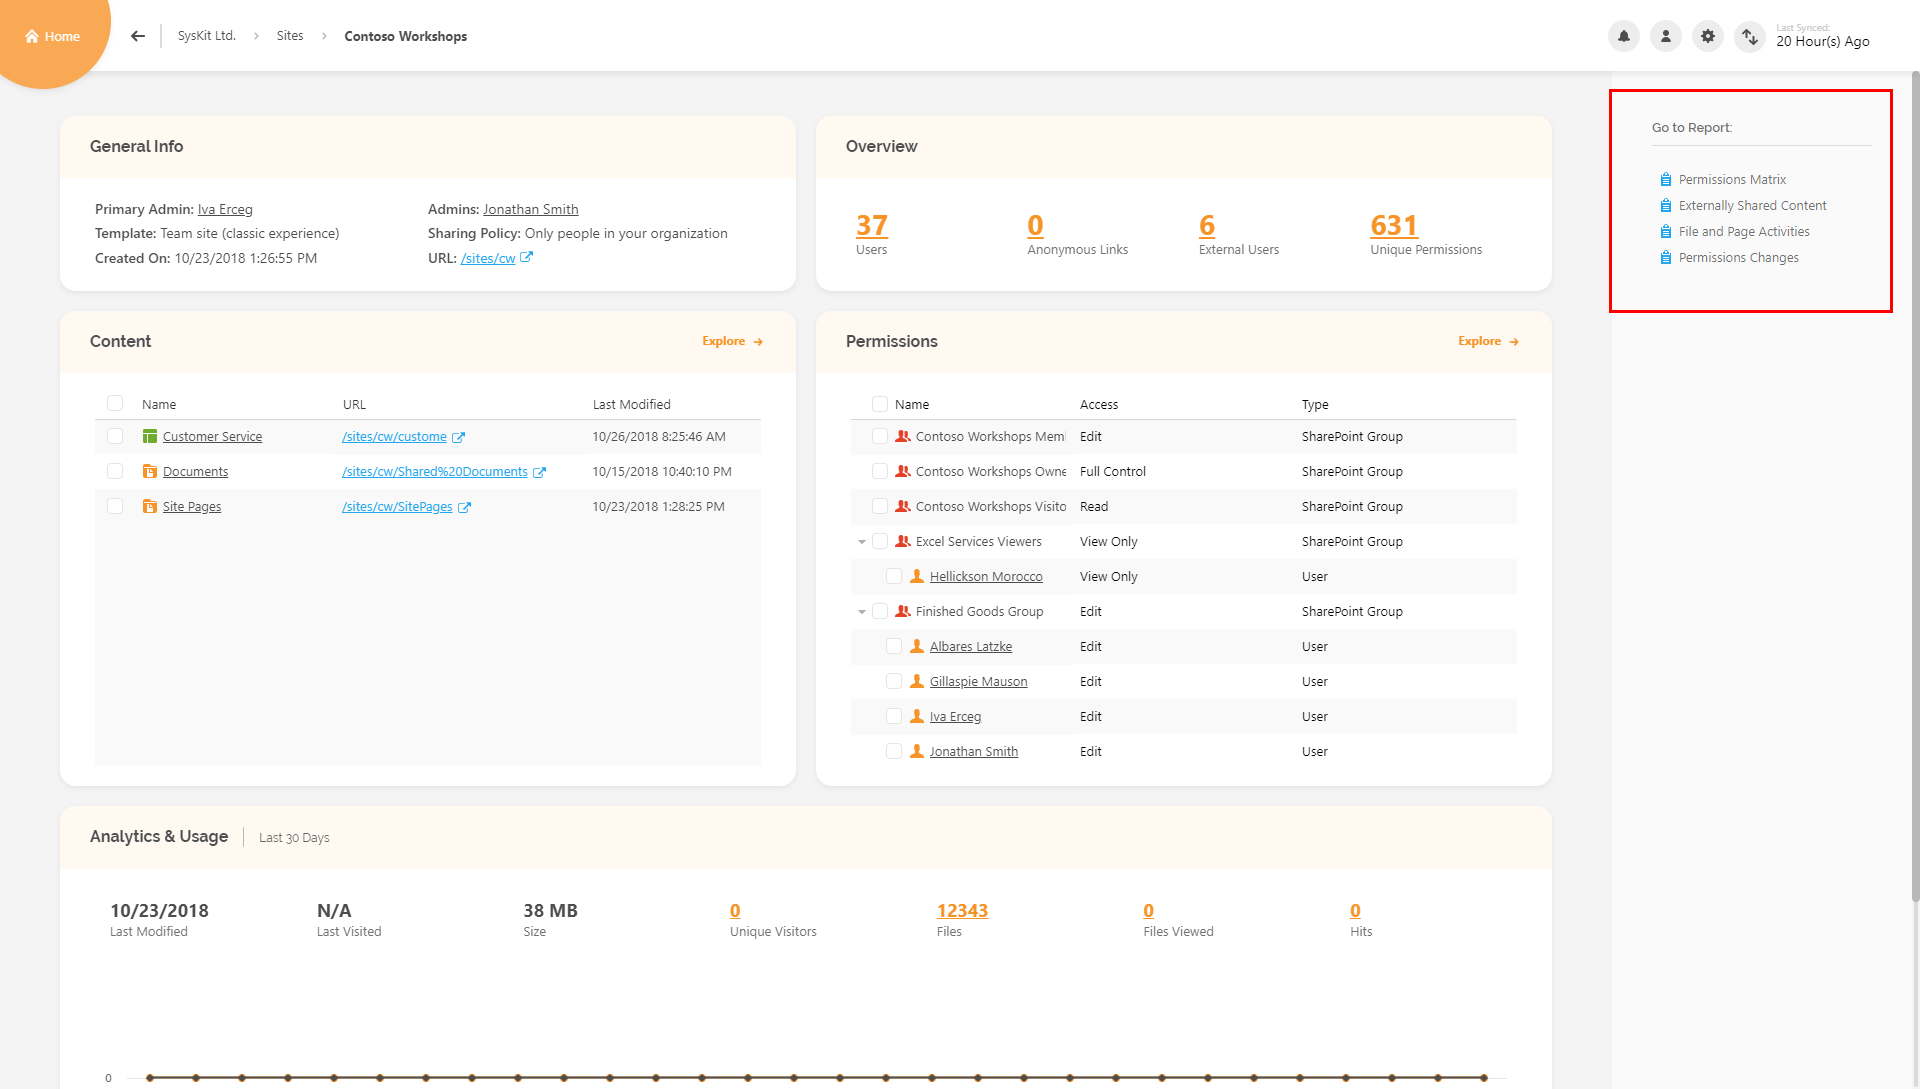 Home
SysKit Ltd. > Sites > Contoso Workshops
Last Synced:
20 Hour(s) Ago
Go to Report:
Permissions Matrix
Externally Shared Content
File and Page Activities
Permissions Changes
General Info
Primary Admin: Iva Erceg
Template: Team site (classic experience)
Created On: 10/23/2018 1:26:55 PM
Admins: Jonathan Smith
Sharing Policy: Only people in your organization
URL: /sites/cw
Overview
37 0 6 631
Users Anonymous Links External Users Unique Permissions
Content Explore
Name URL Last Modified
Customer Service /sites/cw/custome 10/26/2018 8:25:46 AM
Documents /sites/cw/Shared%20Documents 10/15/2018 10:40:10 PM
Site Pages /sites/cw/SitePages 10/23/2018 1:28:25 PM
Permissions Explore
Name Access Type
Contoso Workshops Mem Edit SharePoint Group
Contoso Workshops Owne Full Control SharePoint Group
Contoso Workshops Visito Read SharePoint Group
Excel Services Viewers View Only SharePoint Group
Hellickson Morocco View Only User
Finished Goods Group Edit SharePoint Group
Albares Latzke Edit User
Gillaspie Mauson Edit User
Iva Erceg Edit User
Jonathan Smith Edit User
Analytics & Usage Last 30 Days
10/23/2018 N/A 38 MB 0 12343 0 0
Last Modified Last Visited Size Unique Visitors Files Files Viewed Hits
0